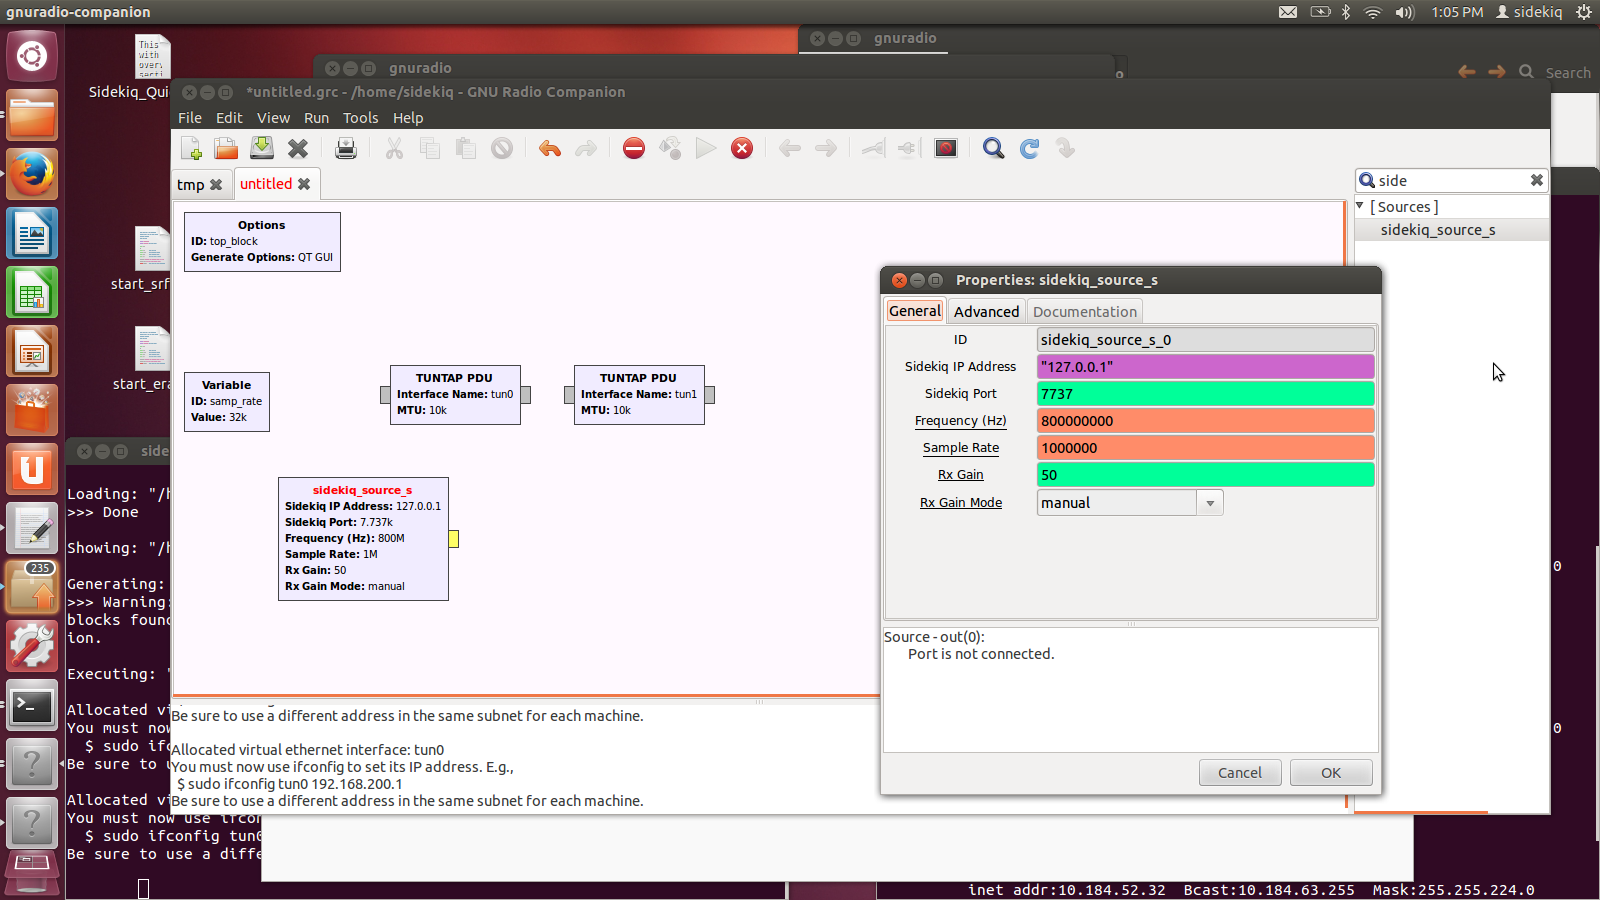 gnuradio-companion
1:05 PM
sidekiq
gnuradio
gnuradio
Search
This
with
over
secti
Sidekiq_Qui
start_srf
start_era
*untitled.grc - /home/sidekiq - GNU Radio Companion
File Edit View Run Tools Help
tmp
untitled
side
[ Sources ]
sidekiq_source_s
Options
ID: top_block
Generate Options: QT GUI
Variable
ID: samp_rate
Value: 32k
TUNTAP PDU
Interface Name: tun0
MTU: 10k
TUNTAP PDU
Interface Name: tun1
MTU: 10k
sidekiq_source_s
Sidekiq IP Address: 127.0.0.1
Sidekiq Port: 7.737k
Frequency (Hz): 800M
Sample Rate: 1M
Rx Gain: 50
Rx Gain Mode: manual
Properties: sidekiq_source_s
General Advanced Documentation
ID sidekiq_source_s_0
Sidekiq IP Address "127.0.0.1"
Sidekiq Port 7737
Frequency (Hz) 800000000
Sample Rate 1000000
Rx Gain 50
Rx Gain Mode manual
Source - out(0):
Port is not connected.
Cancel OK
Be sure to use a different address in the same subnet for each machine.
Allocated virtual ethernet interface: tun0
You must now use ifconfig to set its IP address. E.g.,
$ sudo ifconfig tun0 192.168.200.1
Be sure to use a different address in the same subnet for each machine.
side
Loading: "/h
>>> Done
Showing: "/h
Generating:
>>> Warning:
blocks found
ion.
Executing: "
Allocated vi
You must now
$ sudo ifc
Be sure to u
Allocated vi
You must now use ifcon
$ sudo ifconfig tun0
Be sure to use a diffe
235
0
0
inet addr:10.184.52.32 Bcast:10.184.63.255 Mask:255.255.224.0